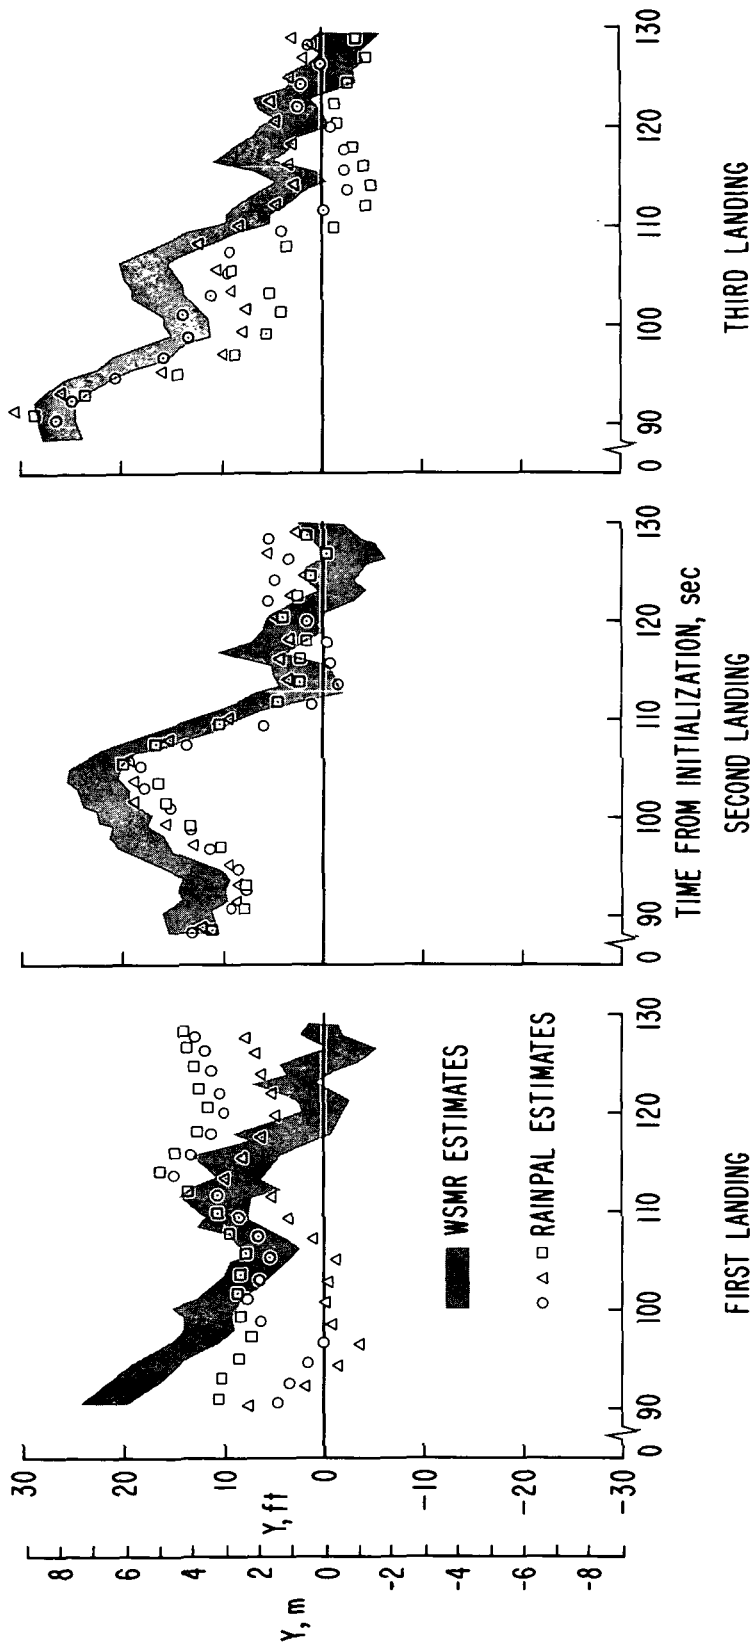 Y, m
8
6
4
2
0
-2
-4
-6
-8
Y, ft
30
20
10
0
-10
-20
-30
0 90 100 110 120 130
0 90 100 110 120 130
0 90 100 110 120 130
WSMR ESTIMATES
RAINPAL ESTIMATES
TIME FROM INITIALIZATION, sec
FIRST LANDING
SECOND LANDING
THIRD LANDING